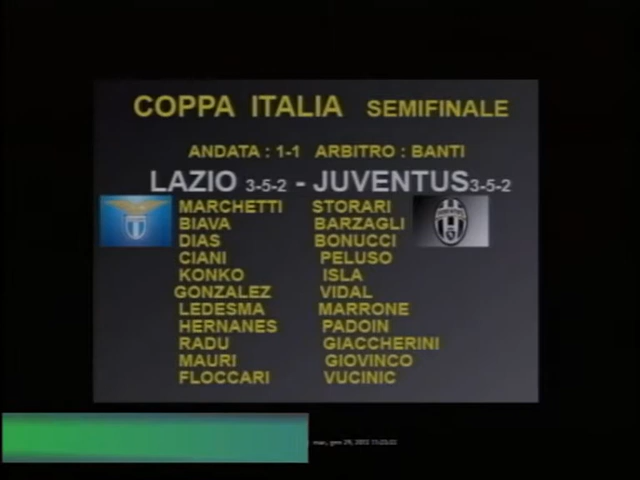 COPPA ITALIA SEMIFINALE
ANDATA : 1-1 ARBITRO : BANTI
LAZIO 3-5-2 - JUVENTUS 3-5-2
MARCHETTI STORARI
BIAVA BARZAGLI
DIAS BONUCCI
CIANI PELUSO
KONKO ISLA
GONZALEZ VIDAL
LEDESMA MARRONE
HERNANES PADOIN
RADU GIACCHERINI
MAURI GIOVINCO
FLOCCARI VUCINIC